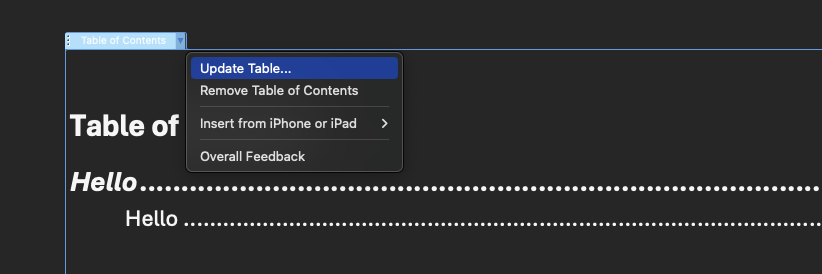 Table of Contents
Update Table...
Remove Table of Contents
Table of
Insert from iPhone or iPad
Overall Feedback
Hello........................................................................................
Hello ........................................................................................